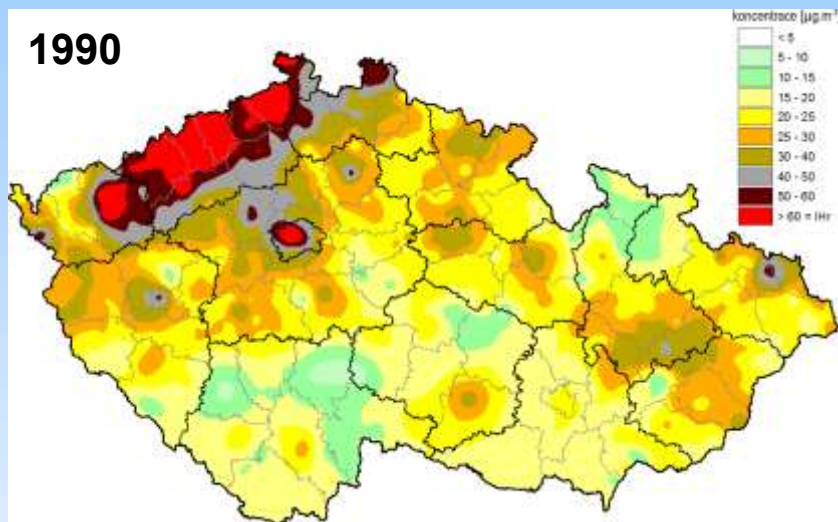 1990
koncentrace [µg.m⁻³]
< 5
5 - 10
10 - 15
15 - 20
20 - 25
25 - 30
30 - 40
40 - 50
50 - 60
> 60 = IHr